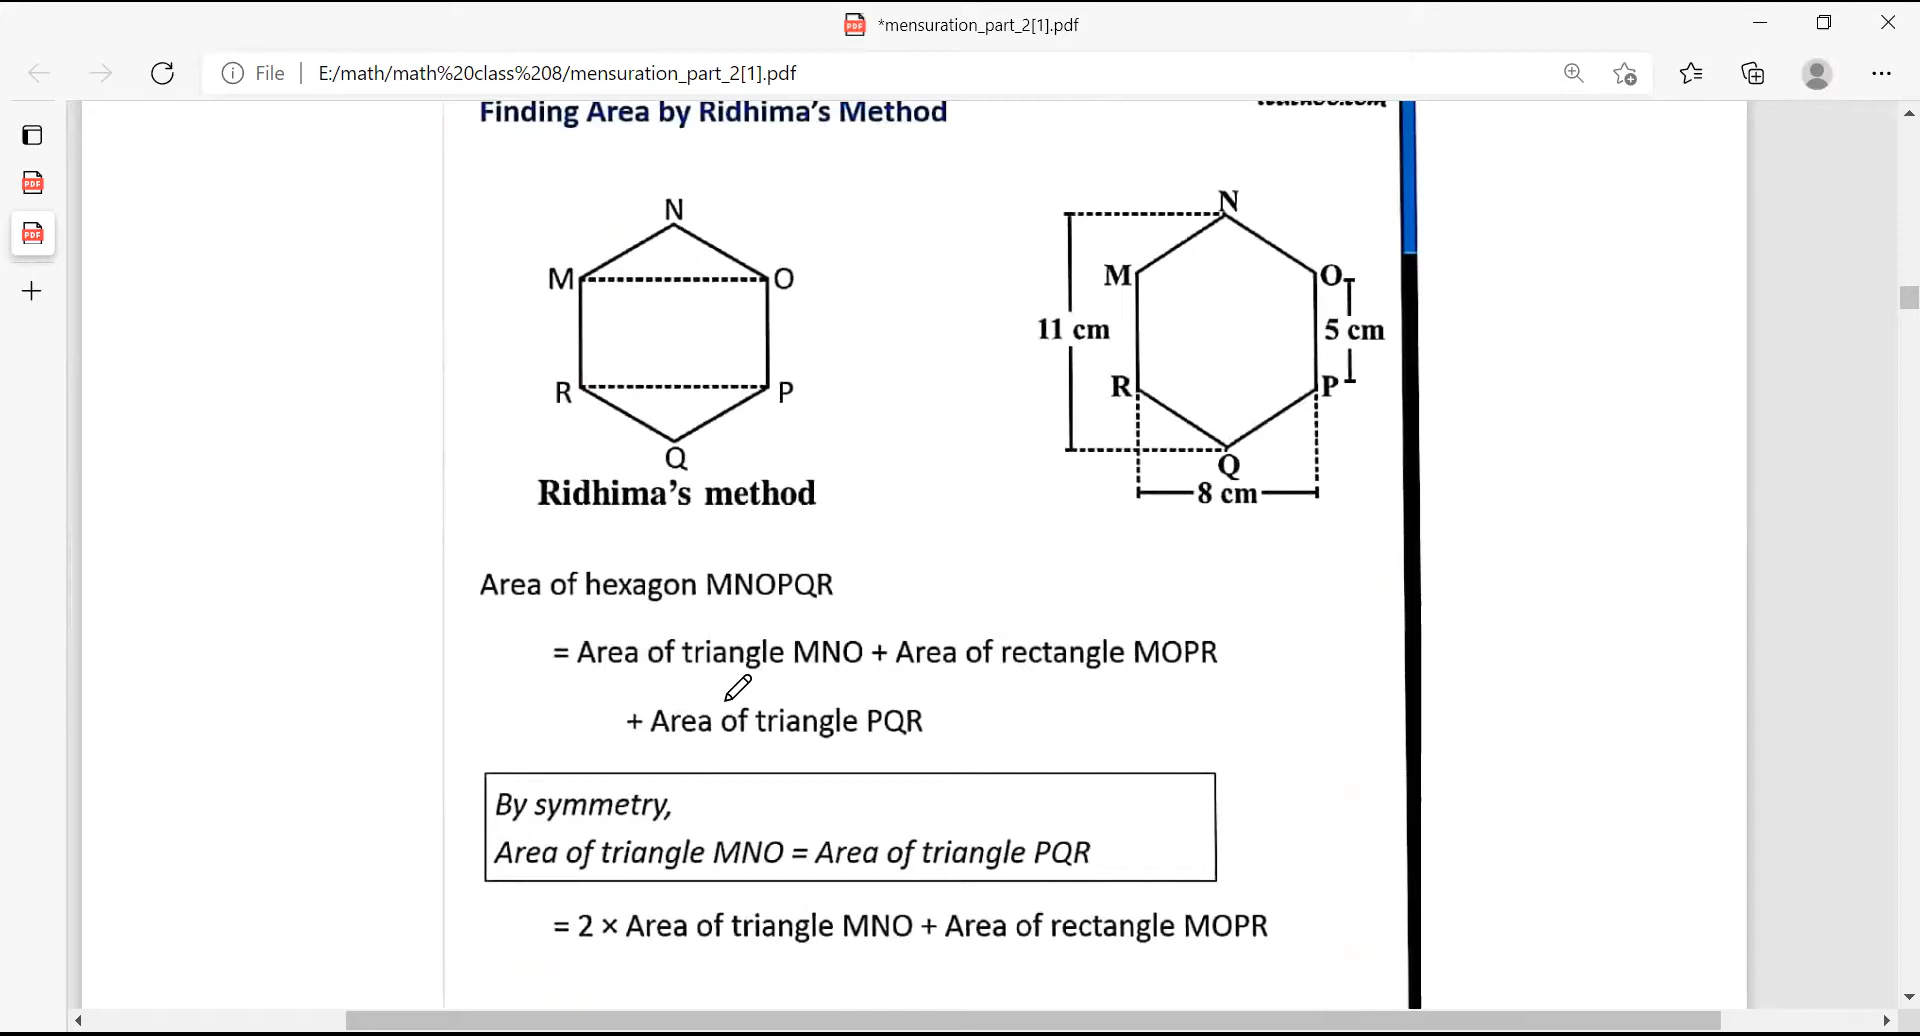 *mensuration_part_2[1].pdf
File | E:/math/math%20class%208/mensuration_part_2[1].pdf
Finding Area by Ridhima's Method
N
M
O
R
P
Q
Ridhima's method
N
M
O
11 cm
5 cm
R
P
Q
8 cm
Area of hexagon MNOPQR
= Area of triangle MNO + Area of rectangle MOPR
+ Area of triangle PQR
By symmetry,
Area of triangle MNO = Area of triangle PQR
= 2 × Area of triangle MNO + Area of rectangle MOPR
PDF
PDF
PDF